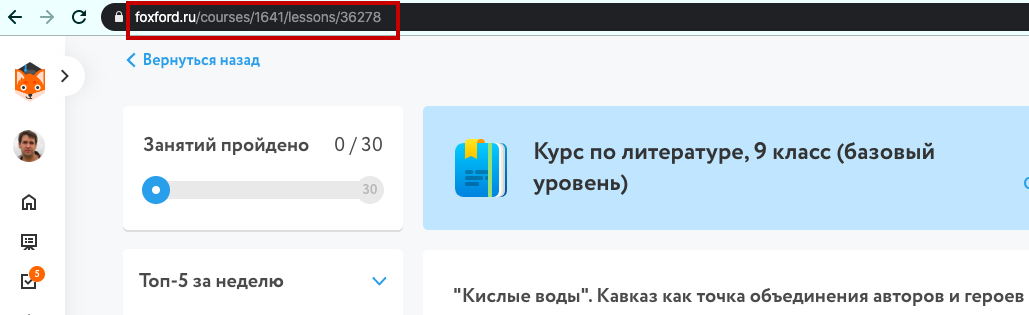 foxford.ru/courses/1641/lessons/36278
Вернуться назад
Занятий пройдено 0 / 30
30
Курс по литературе, 9 класс (базовый
уровень)
5
Топ-5 за неделю
"Кислые воды". Кавказ как точка объединения авторов и героев